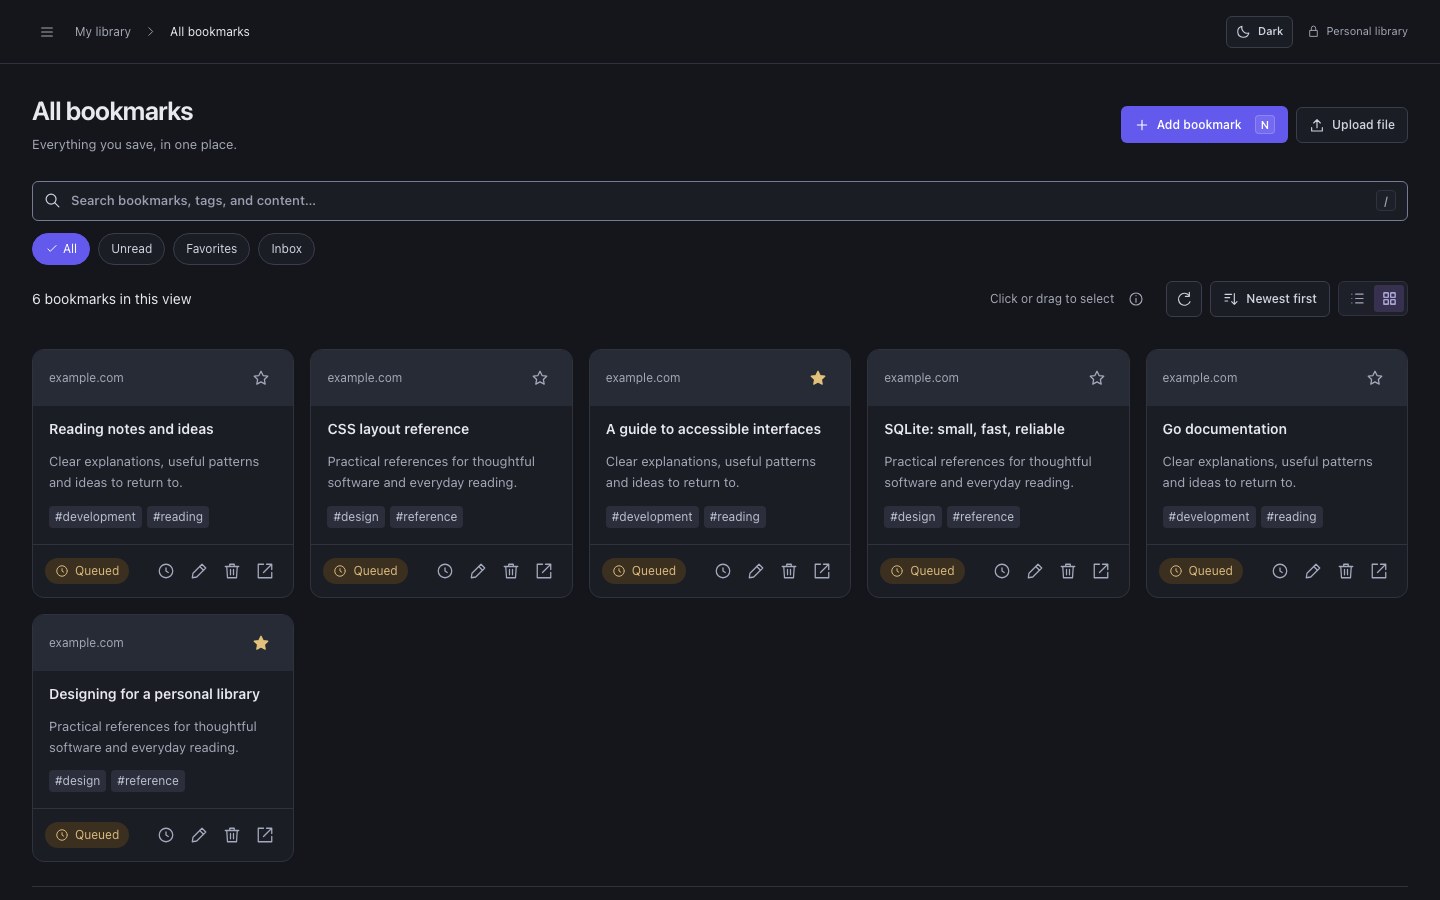 My library
All bookmarks
Dark
Personal library
All bookmarks
Everything you save, in one place.
Add bookmark N
Upload file
Search bookmarks, tags, and content...
/
All
Unread
Favorites
Inbox
6 bookmarks in this view
Click or drag to select
Newest first
example.com
Reading notes and ideas
Clear explanations, useful patterns
and ideas to return to.
#development #reading
Queued
example.com
CSS layout reference
Practical references for thoughtful
software and everyday reading.
#design #reference
Queued
example.com
A guide to accessible interfaces
Clear explanations, useful patterns
and ideas to return to.
#development #reading
Queued
example.com
SQLite: small, fast, reliable
Practical references for thoughtful
software and everyday reading.
#design #reference
Queued
example.com
Go documentation
Clear explanations, useful patterns
and ideas to return to.
#development #reading
Queued
example.com
Designing for a personal library
Practical references for thoughtful
software and everyday reading.
#design #reference
Queued